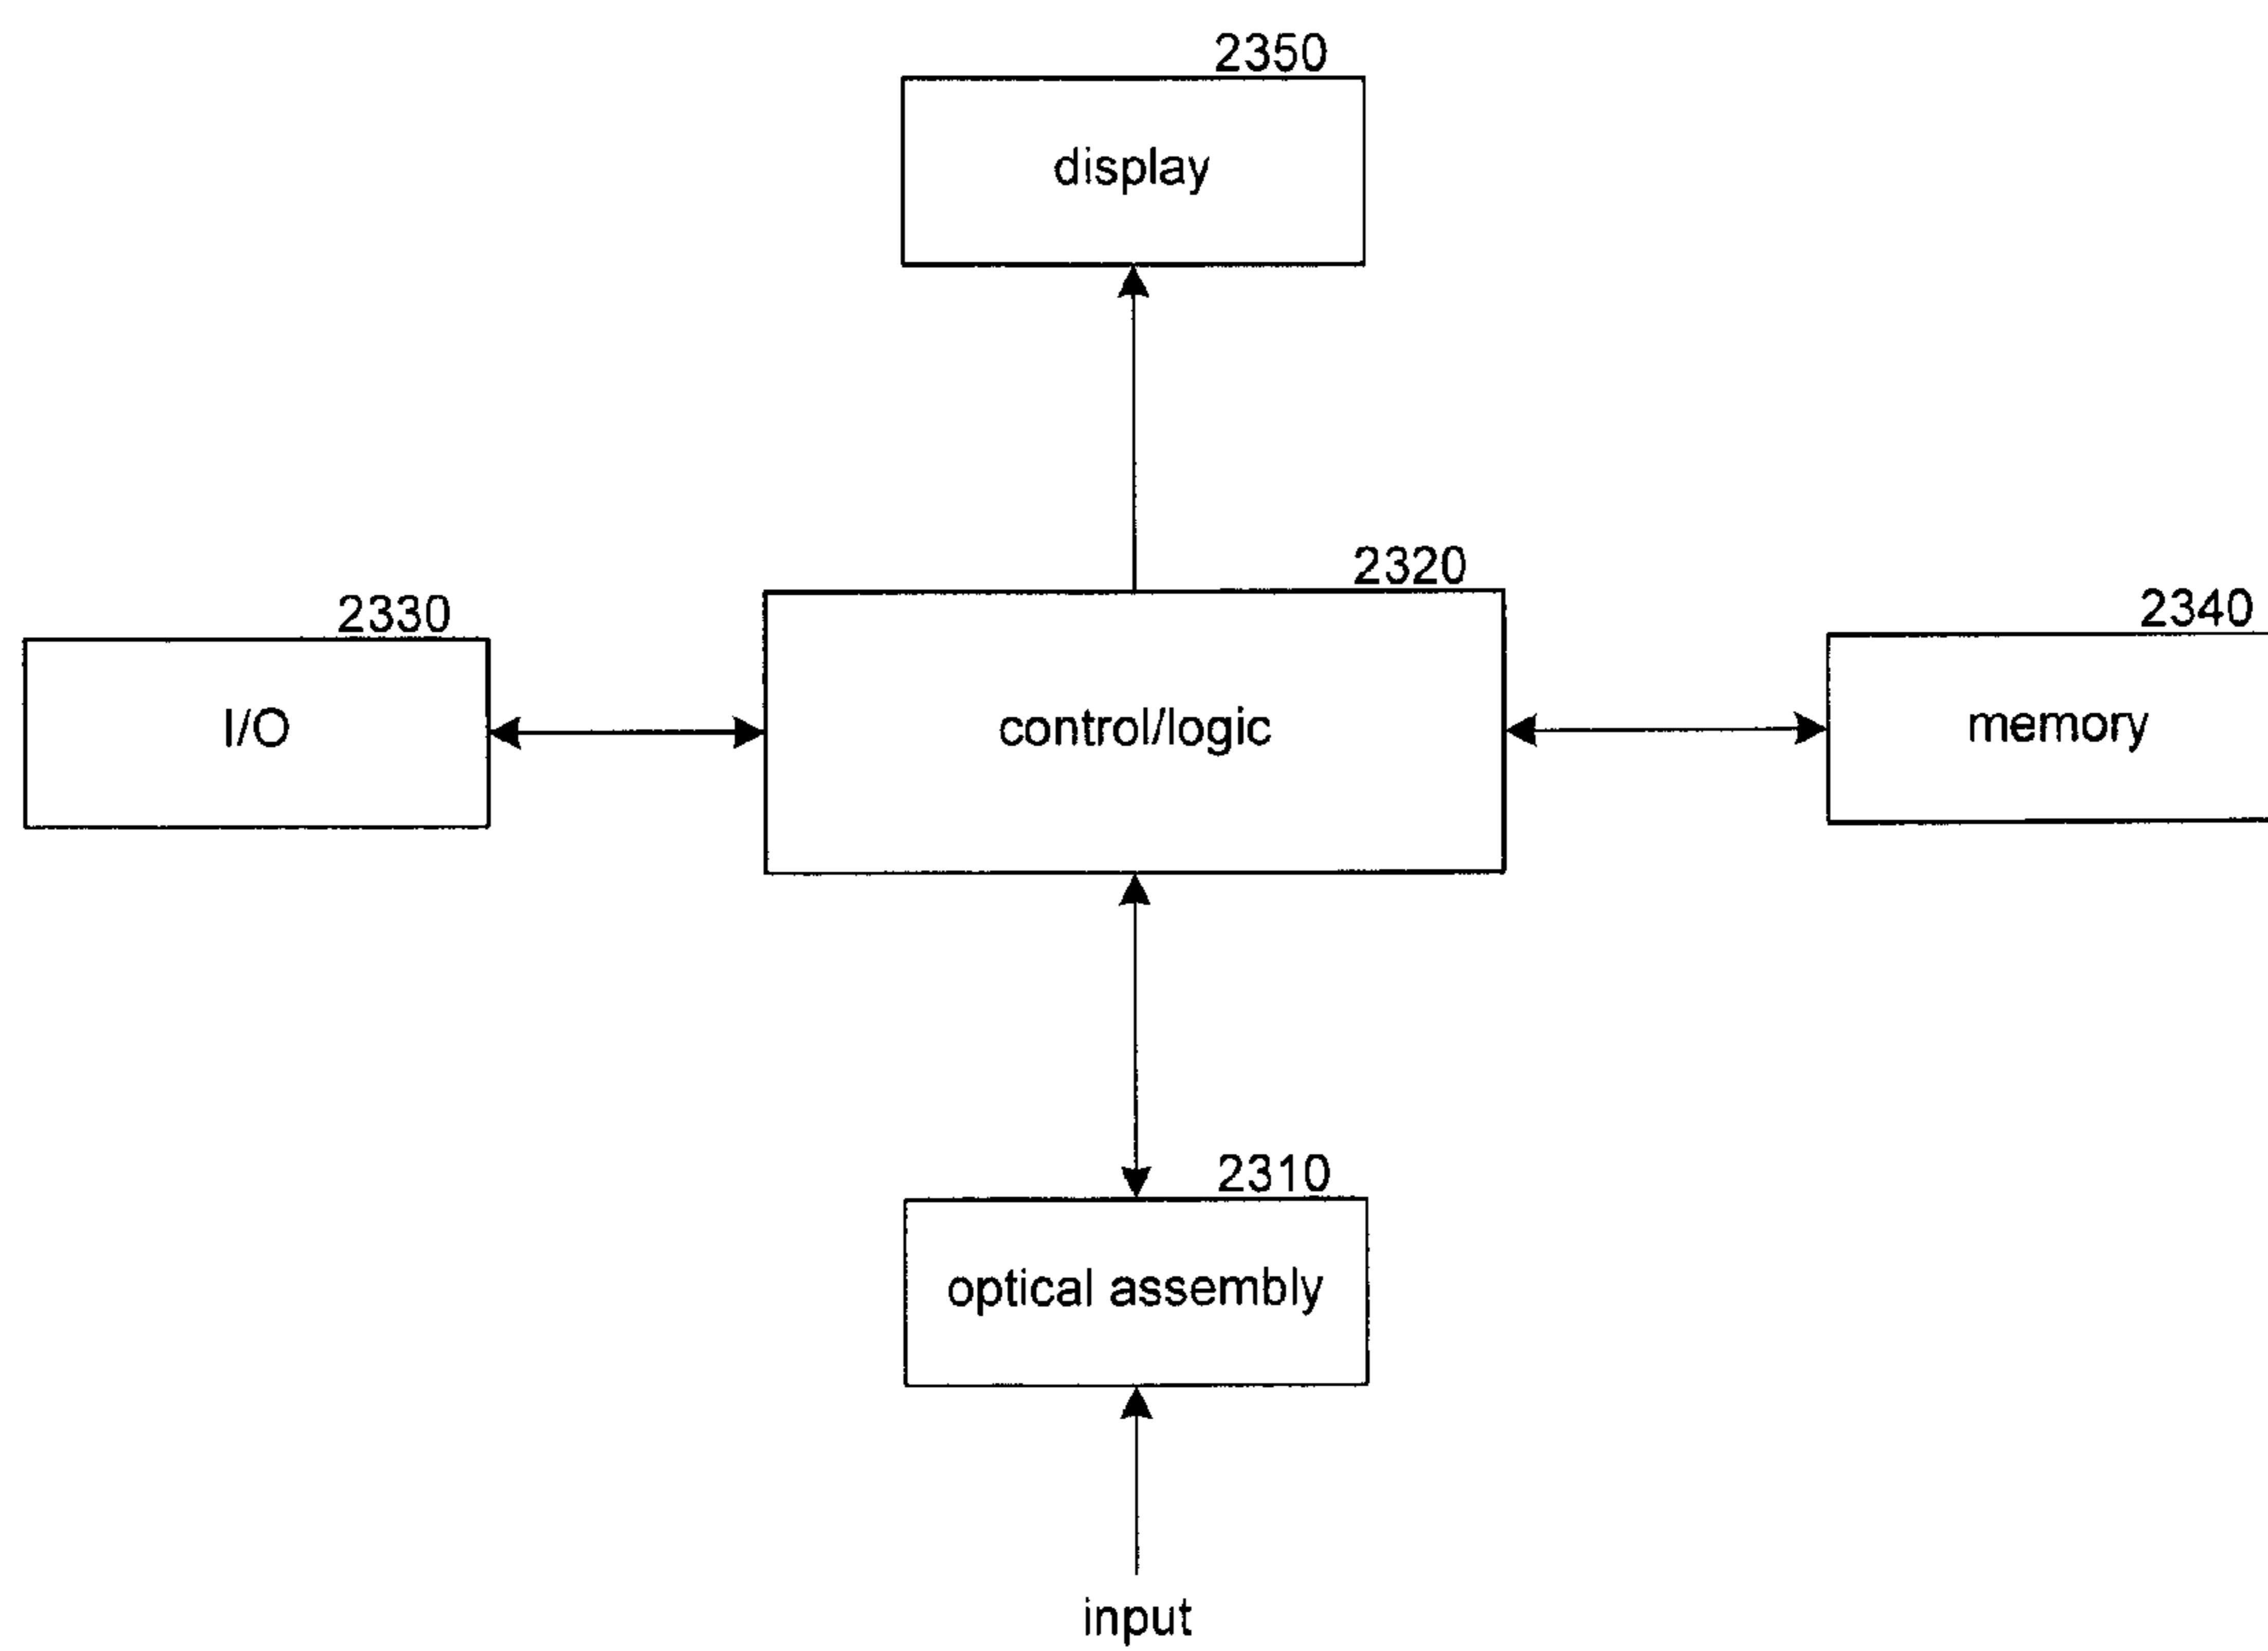 2350
display
2320
2330
2340
I/O
control/logic
memory
2310
optical assembly
input